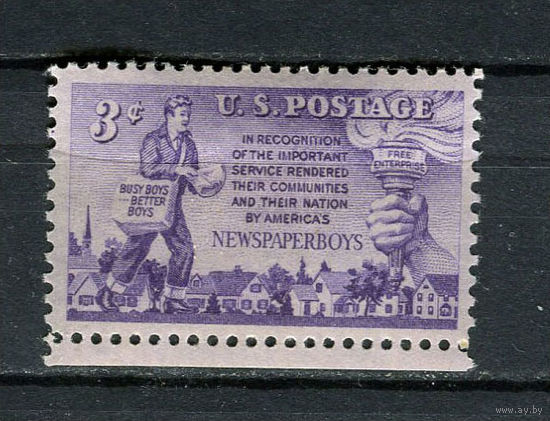 3¢ U.S. POSTAGE
IN RECOGNITION
OF THE IMPORTANT
SERVICE RENDERED
THEIR COMMUNITIES
AND THEIR NATION
BY AMERICA'S
NEWSPAPERBOYS
FREE
ENTERPRISE
BUSY BOYS
--BETTER
BOYS
www.ay.by